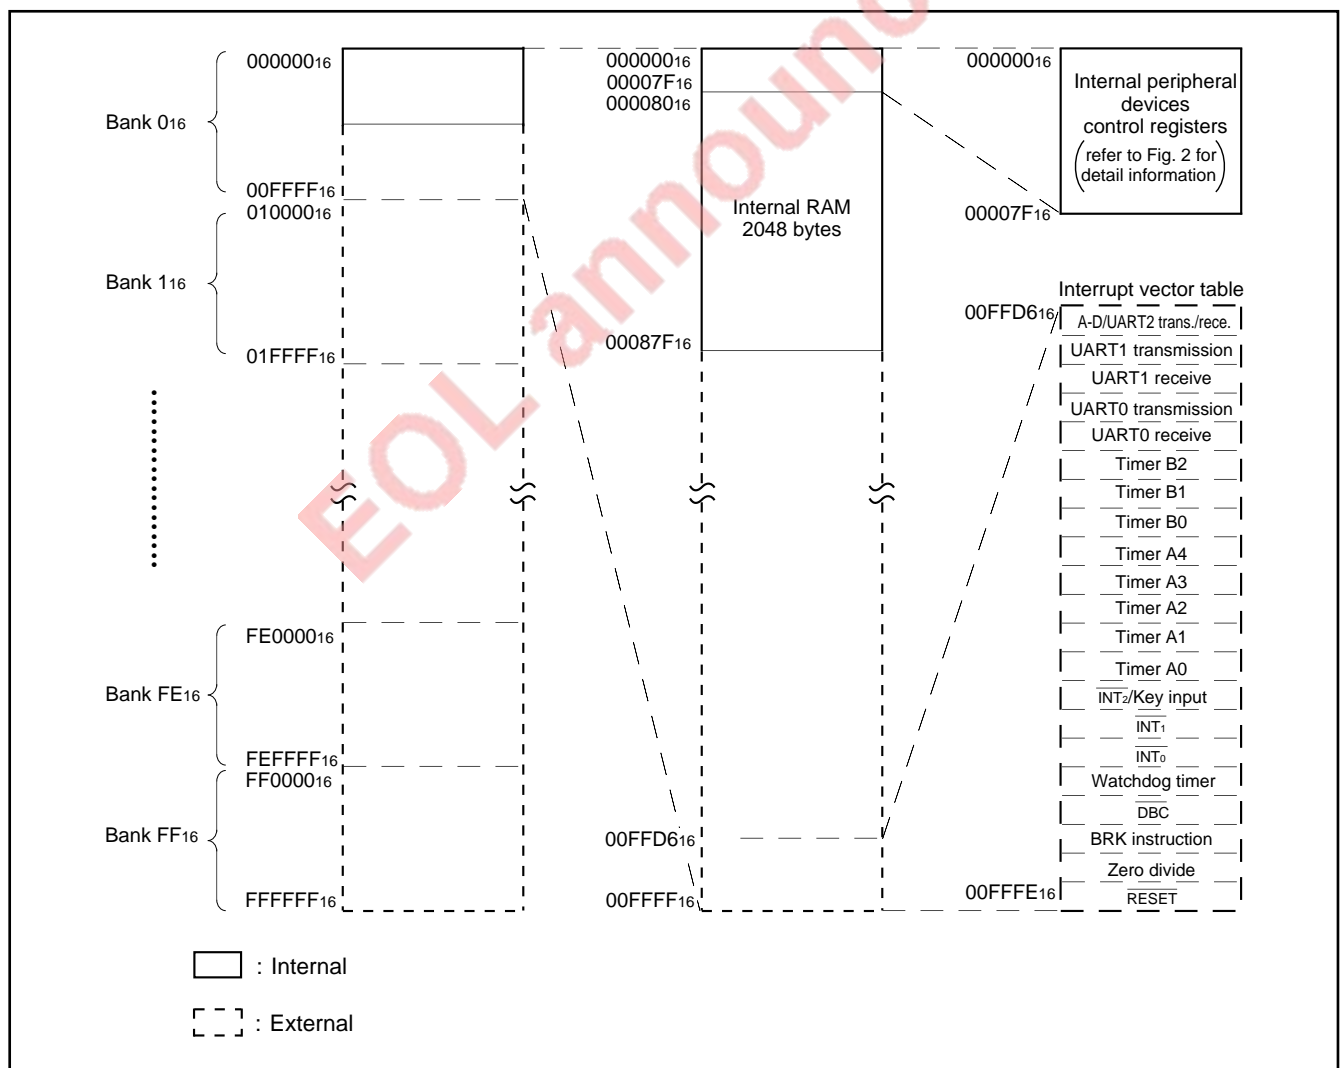 EOL announc
Bank 016
000000₁₆
00FFFF₁₆
Bank 1₁₆
010000₁₆
01FFFF₁₆
Bank FE₁₆
FE0000₁₆
FEFFFF₁₆
Bank FF₁₆
FF0000₁₆
FFFFFF₁₆
000000₁₆
00007F₁₆
000080₁₆
Internal RAM
2048 bytes
00087F₁₆
00FFD6₁₆
00FFFF₁₆
000000₁₆
Internal peripheral
devices
control registers
(refer to Fig. 2 for
detail information)
00007F₁₆
Interrupt vector table
00FFD6₁₆
A-D/UART2 trans./rece.
UART1 transmission
UART1 receive
UART0 transmission
UART0 receive
Timer B2
Timer B1
Timer B0
Timer A4
Timer A3
Timer A2
Timer A1
Timer A0
INT₂/Key input
INT₁
INT₀
Watchdog timer
DBC
BRK instruction
Zero divide
00FFFE₁₆
RESET
: Internal
: External